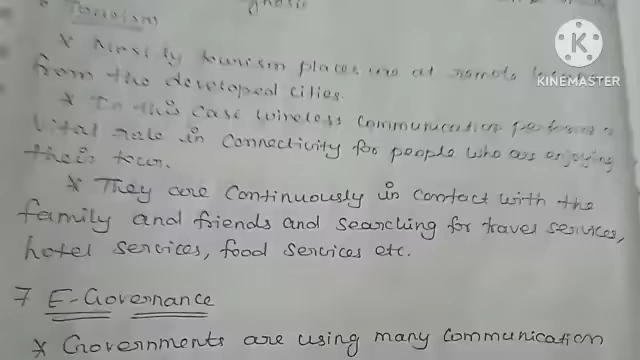 Tourism
* Mostly tourism places are at remote
from the developed cities.
* In this case wireless communication performs a
vital role in connectivity for people who are enjoying
their tour.
* They are continuously in contact with the
family and friends and searching for travel services,
hotel services, food services etc.
7 E-Governance
* Governments are using many communication
K
KINEMASTER